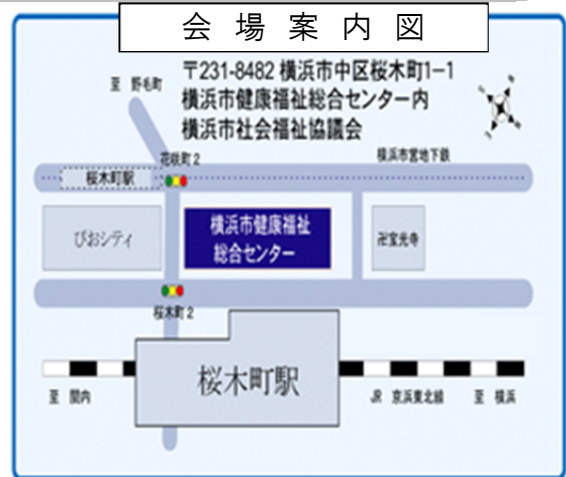 会場案内図
〒231-8482 横浜市中区桜木町1-1
至 野毛町
横浜市健康福祉総合センター内
横浜市社会福祉協議会
花咲町2
横浜市営地下鉄
桜木町駅
ぴおシティ
横浜市健康福祉
総合センター
卍宝光寺
桜木町2
桜木町駅
至 関内
JR 京浜東北線
至 横浜